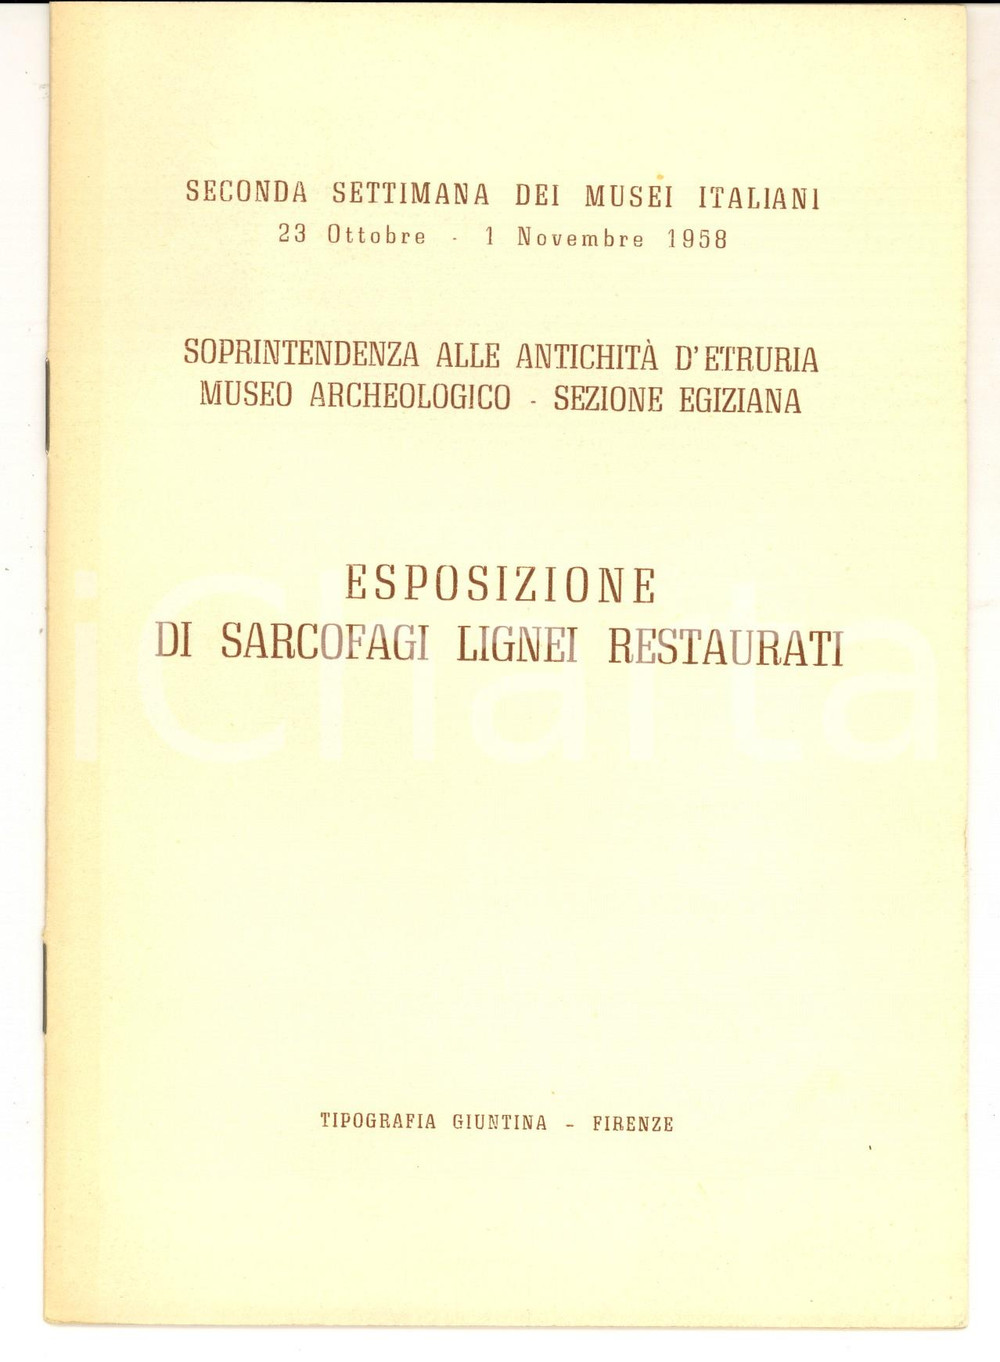 SECONDA SETTIMANA DEI MUSEI ITALIANI
23 Ottobre - 1 Novembre 1958
SOPRINTENDENZA ALLE ANTICHITÀ D'ETRURIA
MUSEO ARCHEOLOGICO - SEZIONE EGIZIANA
ESPOSIZIONE
DI SARCOFAGI LIGNEI RESTAURATI
iCharta
TIPOGRAFIA GIUNTINA - FIRENZE